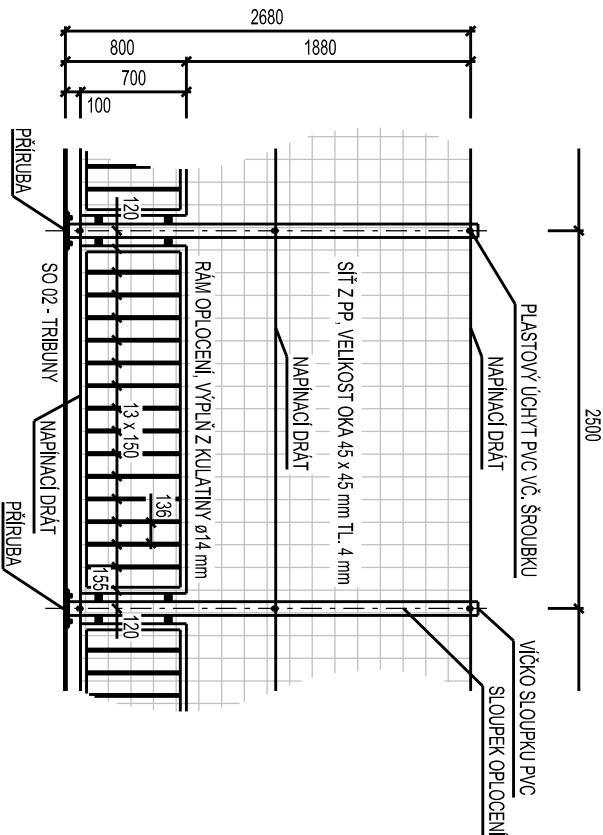 2680
800
1880
700
100
2500
PŘÍRUBA
120
SO 02 - TRIBUNY
NAPÍNACÍ DRÁT
PŘÍRUBA
13 x 150
136
155
120
RÁM OPLOCENÍ, VÝPLŇ Z KULATINY ø14 mm
NAPÍNACÍ DRÁT
SÍŤ Z PP, VELIKOST OKA 45 x 45 mm TL. 4 mm
NAPÍNACÍ DRÁT
PLASTOVÝ ÚCHYT PVC VČ. ŠROUBKU
SLOUPEK OPLOCENÍ
VÍČKO SLOUPKU PVC